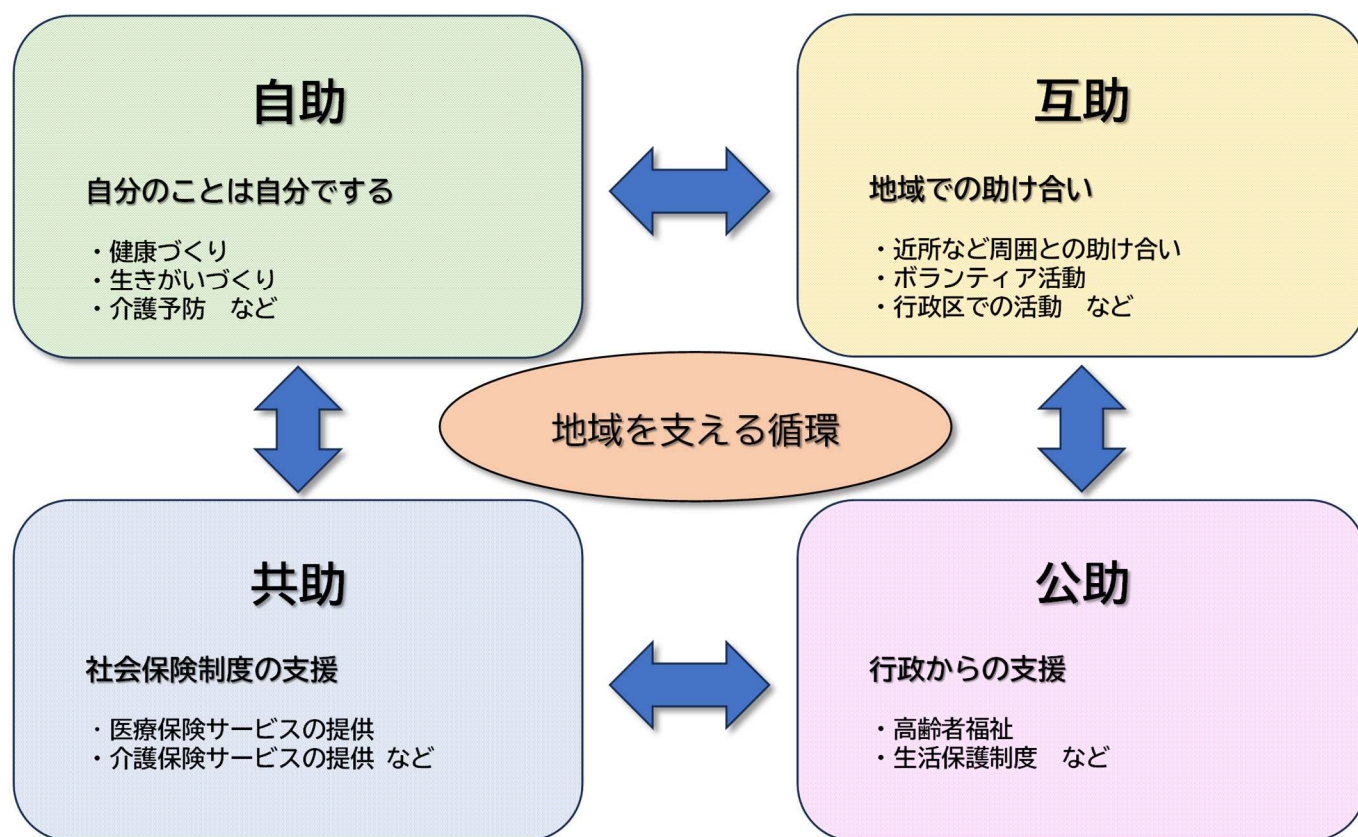 自助
自分のことは自分でする
・健康づくり
・生きがいづくり
・介護予防　など
互助
地域での助け合い
・近所など周囲との助け合い
・ボランティア活動
・行政区での活動　など
地域を支える循環
共助
社会保険制度の支援
・医療保険サービスの提供
・介護保険サービスの提供 など
公助
行政からの支援
・高齢者福祉
・生活保護制度　など